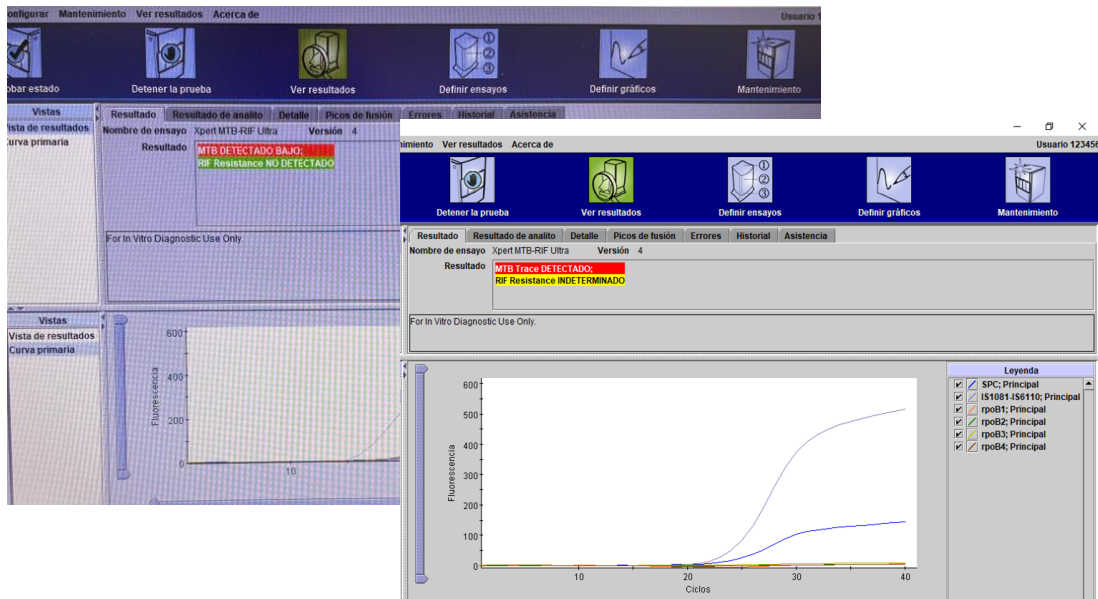 onfigurar Mantenimiento Ver resultados Acerca de
Usuario 1
obar estado Detener la prueba Ver resultados Definir ensayos Definir gráficos Mantenimiento
Vistas
Vista de resultados
Curva primaria
Resultado Resultado de analito Detalle Picos de fusión Errores Historial Asistencia
Nombre de ensayo Xpert MTB-RIF Ultra Versión 4
Resultado MTB DETECTADO BAJO;
RIF Resistance NO DETECTADO
For In Vitro Diagnostic Use Only.
Vistas
Vista de resultados
Curva primaria
600
400
200
0
Fluorescencia
10
imiento Ver resultados Acerca de
Usuario 123456
Detener la prueba Ver resultados Definir ensayos Definir gráficos Mantenimiento
Resultado Resultado de analito Detalle Picos de fusión Errores Historial Asistencia
Nombre de ensayo Xpert MTB-RIF Ultra Versión 4
Resultado MTB Trace DETECTADO;
RIF Resistance INDETERMINADO
For In Vitro Diagnostic Use Only.
600
500
400
300
200
100
0
Fluorescencia
10 20 30 40
Ciclos
Leyenda
SPC; Principal
IS1081-IS6110; Principal
rpoB1; Principal
rpoB2; Principal
rpoB3; Principal
rpoB4; Principal